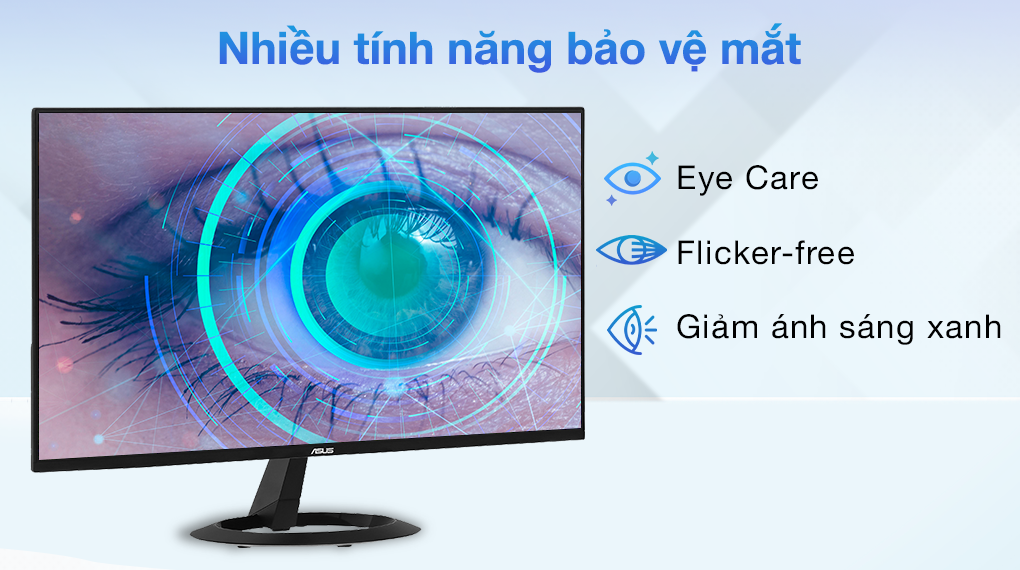 Nhiều tính năng bảo vệ mắt
Eye Care
Flicker-free
Giảm ánh sáng xanh
ASUS